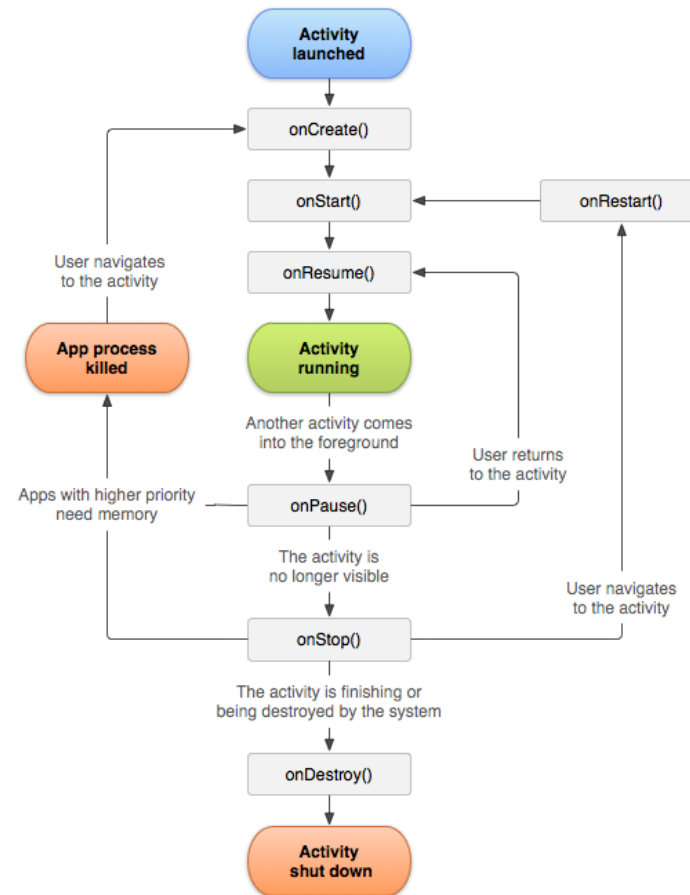 Activity
launched
onCreate()
onStart()
onRestart()
User navigates
to the activity
onResume()
App process
killed
Activity
running
Another activity comes
into the foreground
User returns
to the activity
Apps with higher priority
need memory
onPause()
The activity is
no longer visible
User navigates
to the activity
onStop()
The activity is finishing or
being destroyed by the system
onDestroy()
Activity
shut down